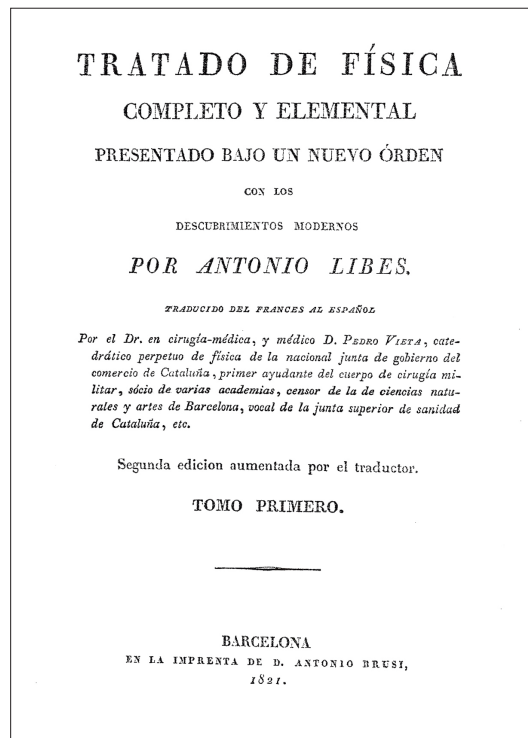 TRATADO DE FÍSICA
COMPLETO Y ELEMENTAL
PRESENTADO BAJO UN NUEVO ÓRDEN
CON LOS
DESCUBRIMIENTOS MODERNOS
POR ANTONIO LIBES.
TRADUCIDO DEL FRANCES AL ESPAÑOL
Por el Dr. en cirugía-médica, y médico D. PEDRO VIETA, cate-
drático perpetuo de física de la nacional junta de gobierno del
comercio de Cataluña, primer ayudante del cuerpo de cirugía mi-
litar, sócio de varias academias, censor de la de ciencias natu-
rales y artes de Barcelona, vocal de la junta superior de sanidad
de Cataluña, etc.
Segunda edicion aumentada por el traductor.
TOMO PRIMERO.
BARCELONA
EN LA IMPRENTA DE D. ANTONIO BRUSI,
1821.